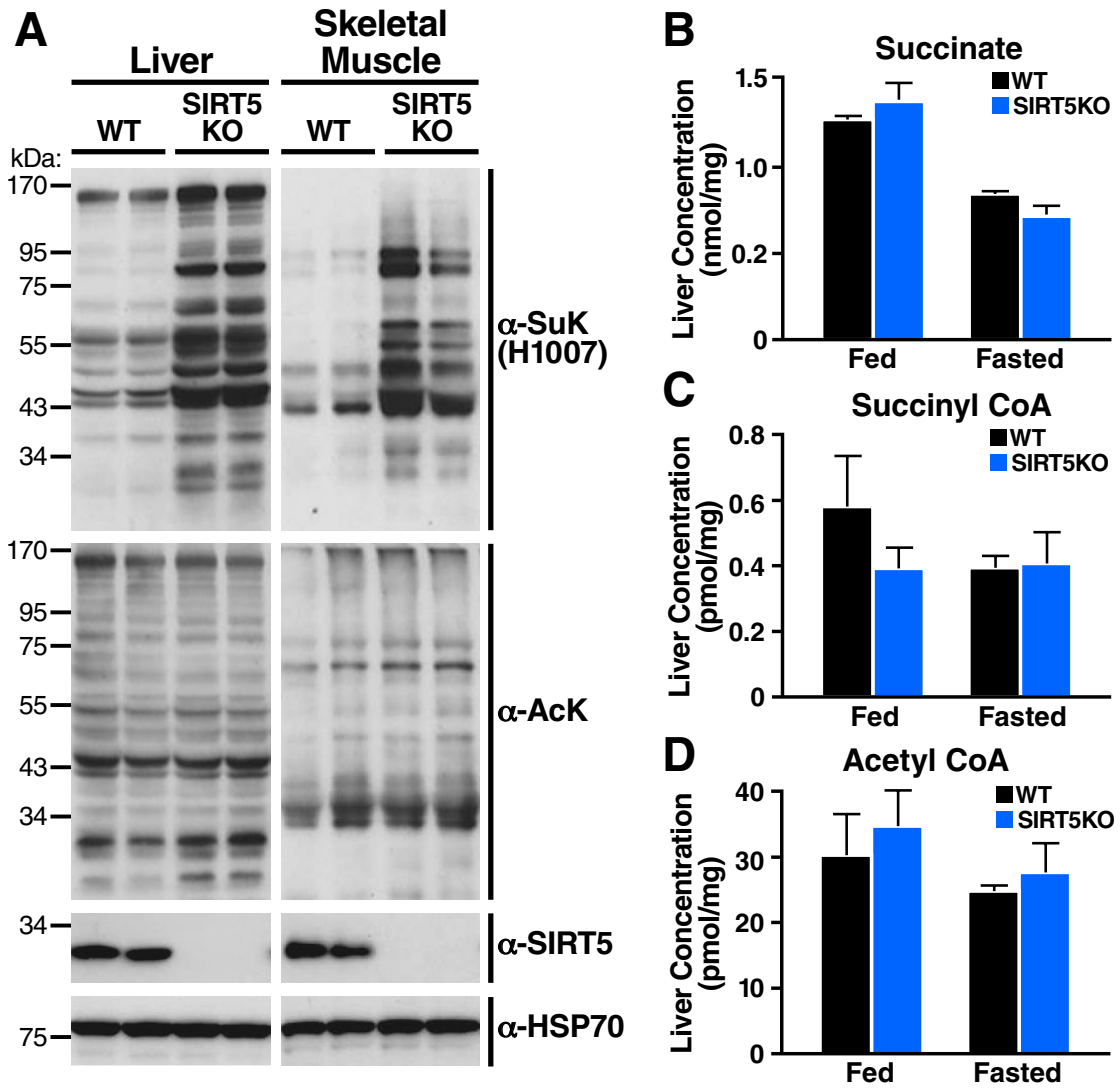 A
Skeletal
Liver
Muscle
SIRT5
SIRT5
WT
KO
WT
KO
kDa:
170
95
75
55
43
34
α-SuK
(H1007)
170
95
75
55
43
34
α-AcK
34
α-SIRT5
75
α-HSP70
B
Succinate
Liver Concentration
(nmol/mg)
1.5
1.0
0.2
0
WT
SIRT5KO
Fed
Fasted
C
Succinyl CoA
Liver Concentration
(pmol/mg)
0.8
0.6
0.4
0.2
0
WT
SIRT5KO
Fed
Fasted
D
Acetyl CoA
Liver Concentration
(pmol/mg)
40
30
20
10
0
WT
SIRT5KO
Fed
Fasted